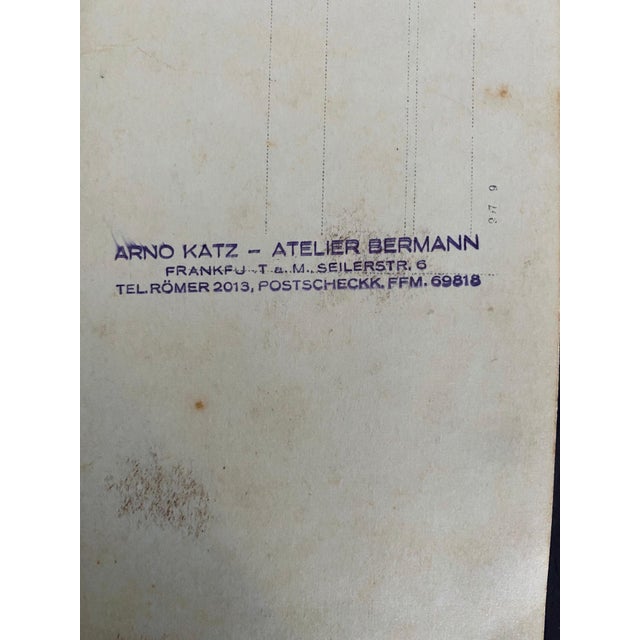 ARNO KATZ – ATELIER BERMANN
a. M., SEILERSTR. 6
TEL. RÖMER 2013, POSTSCHECKK. FFM. 69818